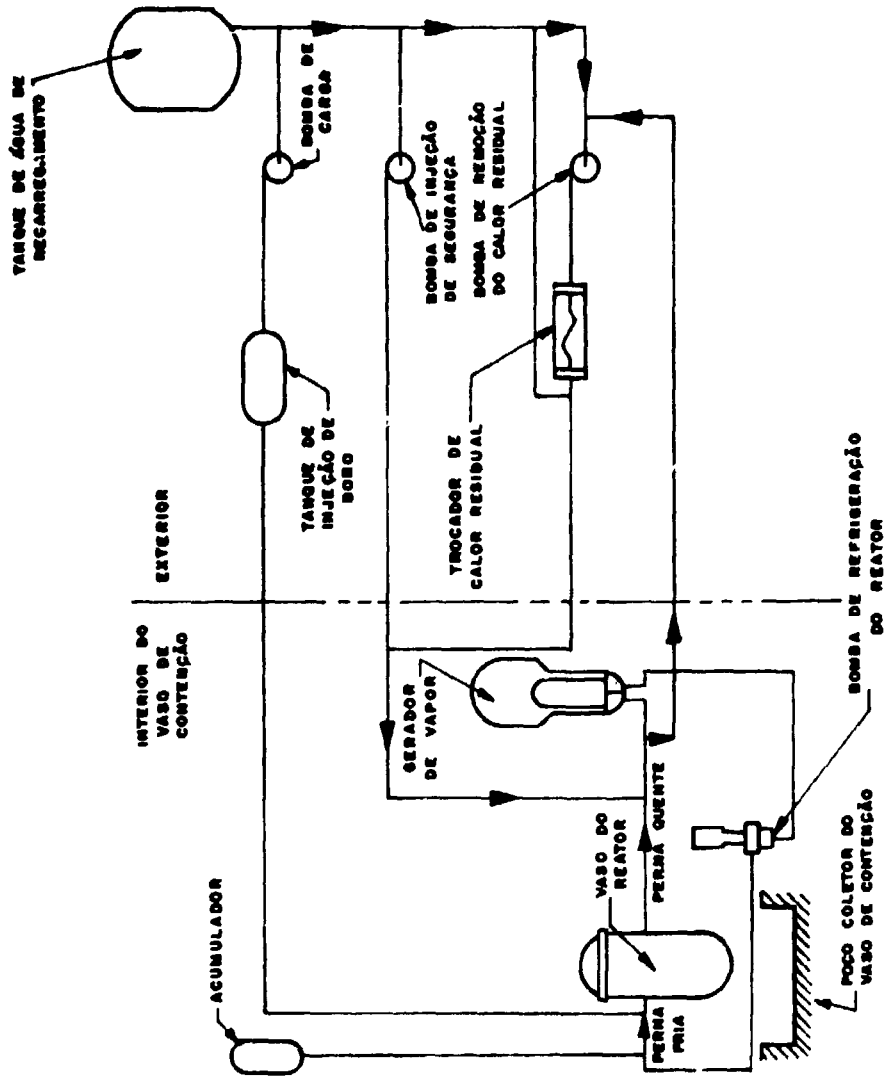 TANQUE DE ÁGUA DE
RECARREGAMENTO
BOMBA DE
CARGA
BOMBA DE INJEÇÃO
DE SEGURANÇA
BOMBA DE REMOÇÃO
DO CALOR RESIDUAL
TANQUE DE
INJEÇÃO DE
BORO
TROCADOR DE
CALOR RESIDUAL
EXTERIOR
INTERIOR DO
VASO DE
CONTENÇÃO
GERADOR
DE VAPOR
BOMBA DE REFRIGERAÇÃO
DO REATOR
ACUMULADOR
VASO DO
REATOR
PERNA QUENTE
PERNA
FRIA
POÇO COLETOR DO
VASO DE CONTENÇÃO